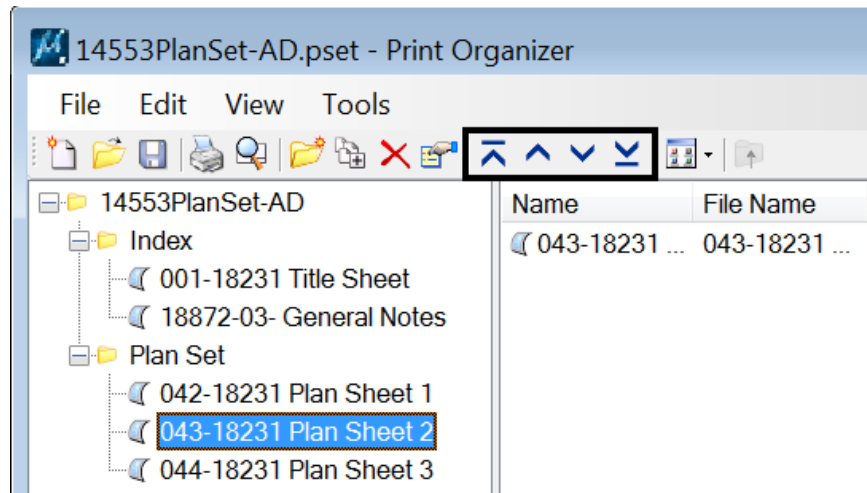 14553PlanSet-AD.pset - Print Organizer
File Edit View Tools
14553PlanSet-AD
Index
001-18231 Title Sheet
18872-03- General Notes
Plan Set
042-18231 Plan Sheet 1
043-18231 Plan Sheet 2
044-18231 Plan Sheet 3
Name File Name
043-18231 ... 043-18231 ...